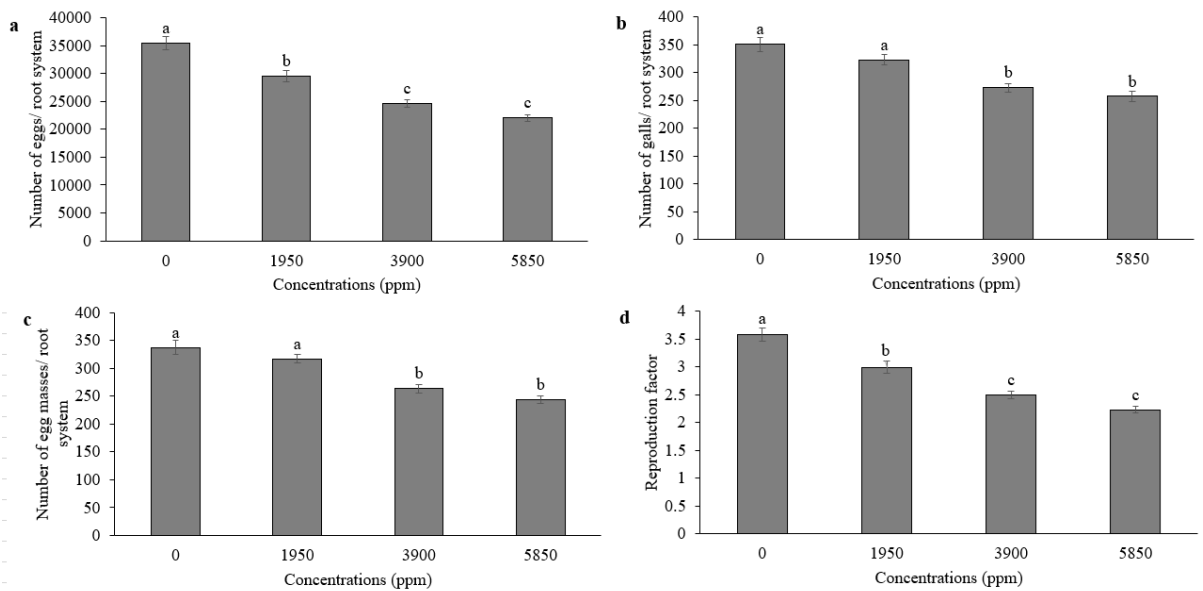 a
Number of eggs/ root system
40000
35000
30000
25000
20000
15000
10000
5000
0
a
b
c
c
0 1950 3900 5850
Concentrations (ppm)
b
Number of galls/ root system
400
350
300
250
200
150
100
50
0
a
a
b
b
0 1950 3900 5850
Concentrations (ppm)
c
Number of egg masses/ root
system
400
350
300
250
200
150
100
50
0
a
a
b
b
0 1950 3900 5850
Concentrations (ppm)
d
Reproduction factor
4
3.5
3
2.5
2
1.5
1
0.5
0
a
b
c
c
0 1950 3900 5850
Concentrations (ppm)